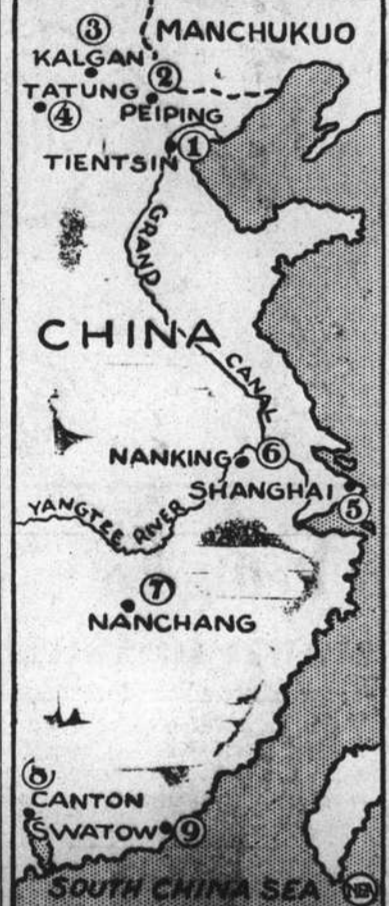 ③
MANCHUKUO
KALGAN
②
TATUNG
④
PEIPING
①
TIENTSIN
GRAND
CHINA
CANAL
NANKING
⑥
SHANGHAI
⑤
YANGTEE RIVER
⑦
NANCHANG
⑧
CANTON
SWATOW
⑨
SOUTH CHINA SEA
NEA